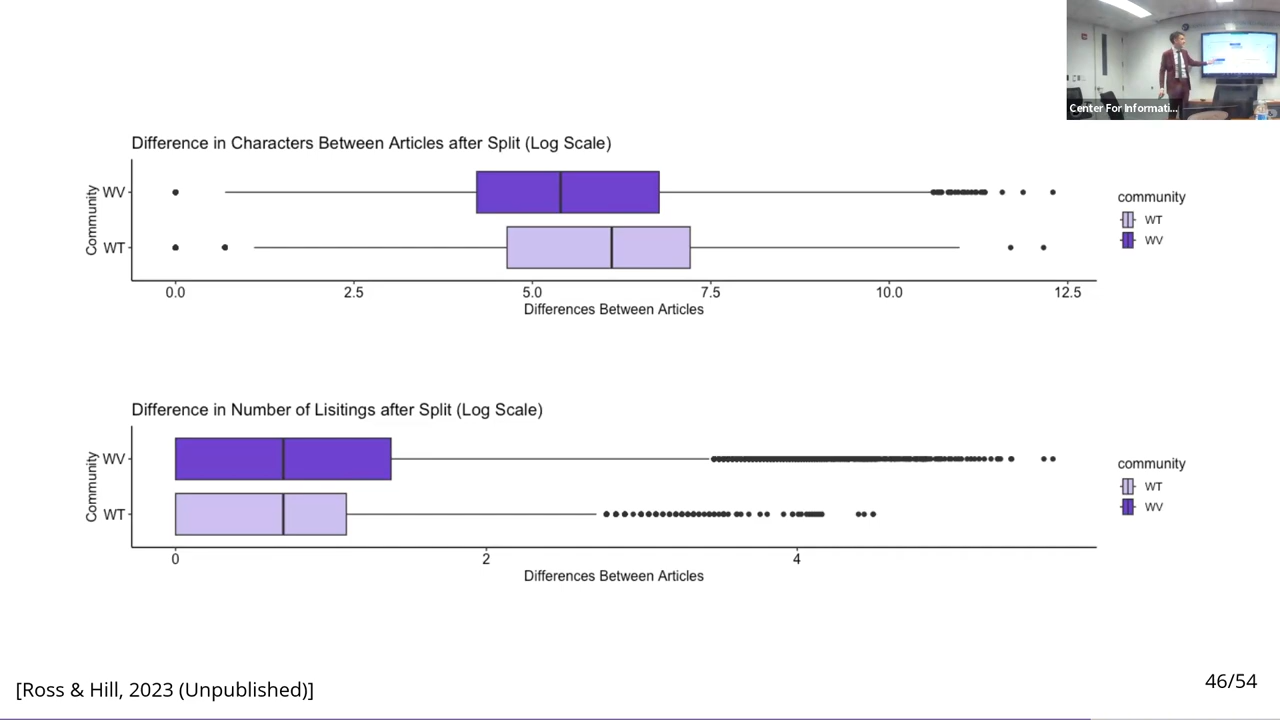 Center For Informati...
Difference in Characters Between Articles after Split (Log Scale)
Community
WV
WT
0.0 2.5 5.0 7.5 10.0 12.5
Differences Between Articles
community
WT
WV
Difference in Number of Lisitings after Split (Log Scale)
Community
WV
WT
0 2 4
Differences Between Articles
community
WT
WV
[Ross & Hill, 2023 (Unpublished)]
46/54